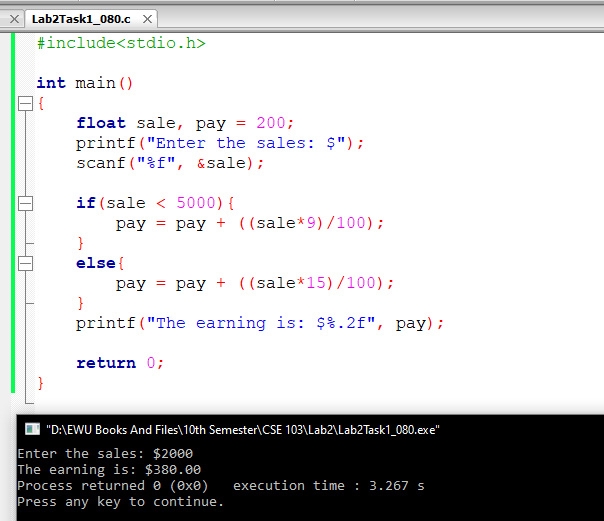 Lab2Task1_080.c
#include<stdio.h>
int main()
{
float sale, pay = 200;
printf("Enter the sales: $");
scanf("%f", &sale);
if(sale < 5000){
pay = pay + ((sale*9)/100);
}
else{
pay = pay + ((sale*15)/100);
}
printf("The earning is: $%.2f", pay);
return 0;
}
"D:\EWU Books And Files\10th Semester\CSE 103\Lab2\Lab2Task1_080.exe"
Enter the sales: $2000
The earning is: $380.00
Process returned 0 (0x0)   execution time : 3.267 s
Press any key to continue.